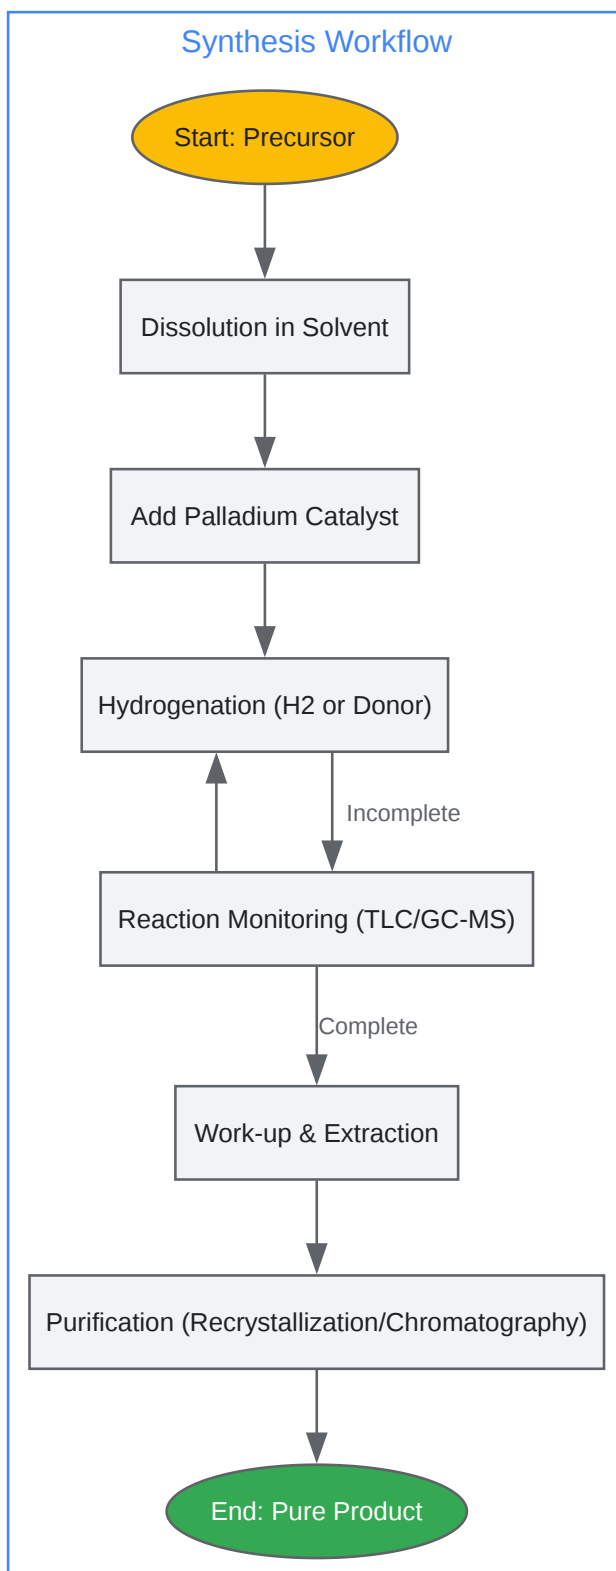 Synthesis Workflow
Start: Precursor
Dissolution in Solvent
Add Palladium Catalyst
Hydrogenation (H2 or Donor)
Incomplete
Reaction Monitoring (TLC/GC-MS)
Complete
Work-up & Extraction
Purification (Recrystallization/Chromatography)
End: Pure Product